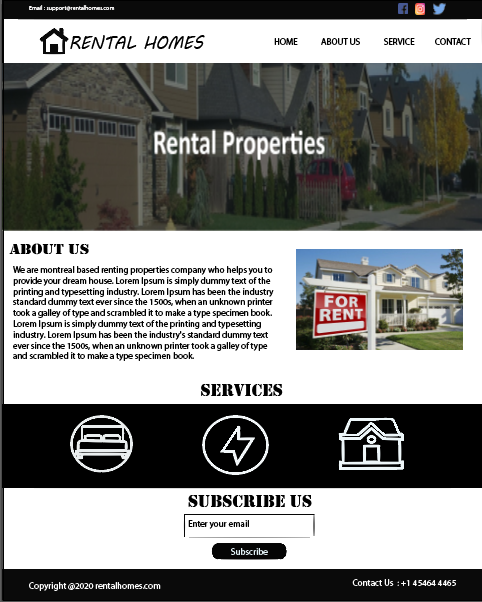 Email : support@rentalhomes.com
RENTAL HOMES
HOME ABOUT US SERVICE CONTACT
Rental Properties
ABOUT US
We are montreal based renting properties company who helps you to
provide your dream house. Lorem Ipsum is simply dummy text of the
printing and typesetting industry. Lorem Ipsum has been the industry
standard dummy text ever since the 1500s, when an unknown printer
took a galley of type and scrambled it to make a type specimen book.
Lorem Ipsum is simply dummy text of the printing and typesetting
industry. Lorem Ipsum has been the industry's standard dummy text
ever since the 1500s, when an unknown printer took a galley of type
and scrambled it to make a type specimen book.
FOR
RENT
SERVICES
SUBSCRIBE US
Enter your email
Subscribe
Copyright @2020 rentalhomes.com
Contact Us : +1 45464 4465